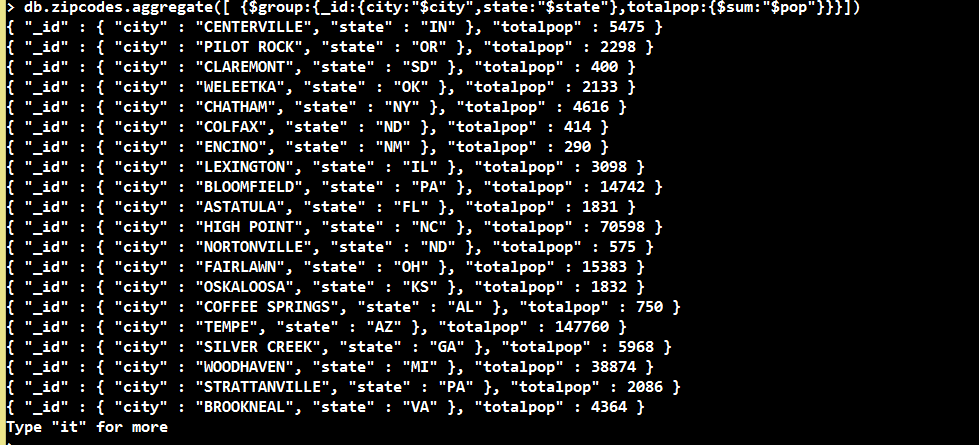 > db.zipcodes.aggregate([ {$group:{_id:{city:"$city",state:"$state"},totalpop:{$sum:"$pop"}}}])
{ "_id" : { "city" : "CENTERVILLE", "state" : "IN" }, "totalpop" : 5475 }
{ "_id" : { "city" : "PILOT ROCK", "state" : "OR" }, "totalpop" : 2298 }
{ "_id" : { "city" : "CLAREMONT", "state" : "SD" }, "totalpop" : 400 }
{ "_id" : { "city" : "WELEETKA", "state" : "OK" }, "totalpop" : 2133 }
{ "_id" : { "city" : "CHATHAM", "state" : "NY" }, "totalpop" : 4616 }
{ "_id" : { "city" : "COLFAX", "state" : "ND" }, "totalpop" : 414 }
{ "_id" : { "city" : "ENCINO", "state" : "NM" }, "totalpop" : 290 }
{ "_id" : { "city" : "LEXINGTON", "state" : "IL" }, "totalpop" : 3098 }
{ "_id" : { "city" : "BLOOMFIELD", "state" : "PA" }, "totalpop" : 14742 }
{ "_id" : { "city" : "ASTATULA", "state" : "FL" }, "totalpop" : 1831 }
{ "_id" : { "city" : "HIGH POINT", "state" : "NC" }, "totalpop" : 70598 }
{ "_id" : { "city" : "NORTONVILLE", "state" : "ND" }, "totalpop" : 575 }
{ "_id" : { "city" : "FAIRLAWN", "state" : "OH" }, "totalpop" : 15383 }
{ "_id" : { "city" : "OSKALOOSA", "state" : "KS" }, "totalpop" : 1832 }
{ "_id" : { "city" : "COFFEE SPRINGS", "state" : "AL" }, "totalpop" : 750 }
{ "_id" : { "city" : "TEMPE", "state" : "AZ" }, "totalpop" : 147760 }
{ "_id" : { "city" : "SILVER CREEK", "state" : "GA" }, "totalpop" : 5968 }
{ "_id" : { "city" : "WOODHAVEN", "state" : "MI" }, "totalpop" : 38874 }
{ "_id" : { "city" : "STRATTANVILLE", "state" : "PA" }, "totalpop" : 2086 }
{ "_id" : { "city" : "BROOKNEAL", "state" : "VA" }, "totalpop" : 4364 }
Type "it" for more